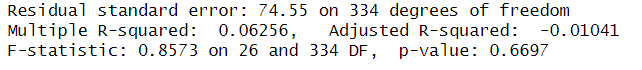 Residual standard error: 74.55 on 334 degrees of freedom
Multiple R-squared:  0.06256,   Adjusted R-squared:  -0.01041
F-statistic: 0.8573 on 26 and 334 DF,  p-value: 0.6697